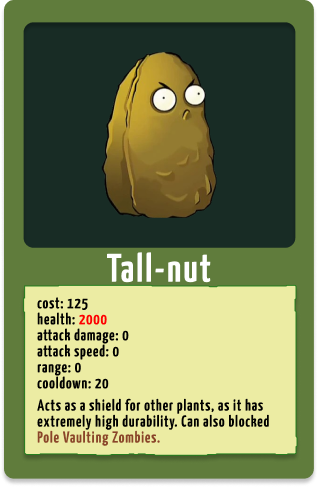 Tall-nut
cost: 125
health: 2000
attack damage: 0
attack speed: 0
range: 0
cooldown: 20
Acts as a shield for other plants, as it has
extremely high durability. Can also blocked
Pole Vaulting Zombies.